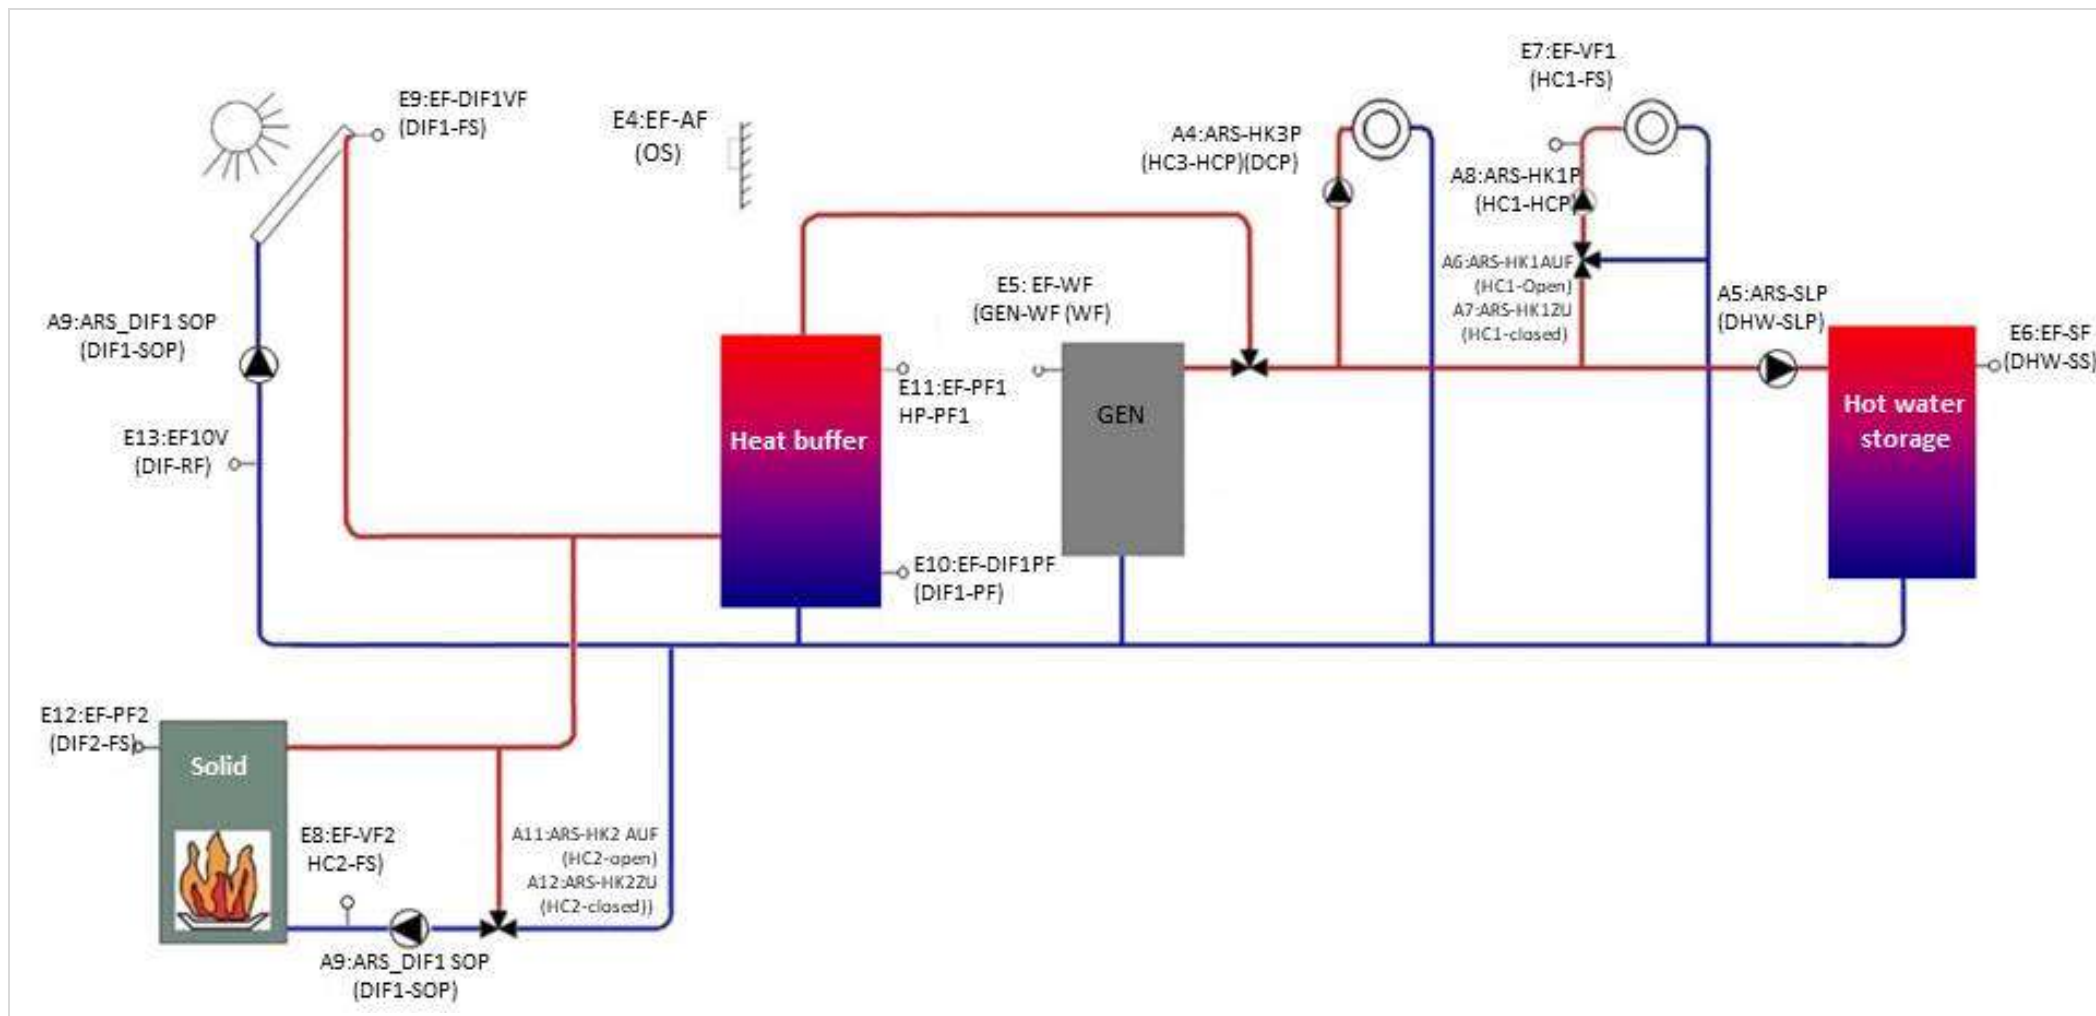 E7:EF-VF1
(HC1-FS)
E9:EF-DIF1VF
(DIF1-FS)
E4:EF-AF
(OS)
A4:ARS-HK3P
(HC3-HCP)(DCP)
A8:ARS-HK1P
(HC1-HCP)
A6:ARS-HK1AUF
(HC1-Open)
A7:ARS-HK1ZU
(HC1-closed)
E5: EF-WF
(GEN-WF (WF)
A5:ARS-SLP
(DHW-SLP)
E6:EF-SF
(DHW-SS)
A9:ARS_DIF1 SOP
(DIF1-SOP)
E11:EF-PF1
HP-PF1
GEN
Hot water
storage
Heat buffer
E13:EF10V
(DIF-RF)
E10:EF-DIF1PF
(DIF1-PF)
E12:EF-PF2
(DIF2-FS)
Solid
E8:EF-VF2
HC2-FS)
A11:ARS-HK2 AUF
(HC2-open)
A12:ARS-HK2ZU
(HC2-closed))
A9:ARS_DIF1 SOP
(DIF1-SOP)